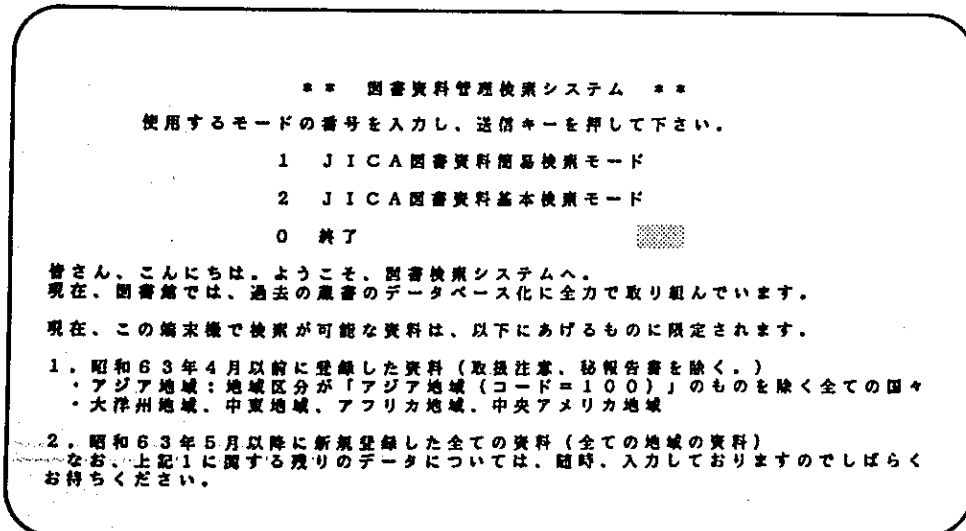 ** 図書資料管理検索システム **
使用するモードの番号を入力し、送信キーを押して下さい。
1 JICA図書資料簡易検索モード
2 JICA図書資料基本検索モード
0 終了
皆さん、こんにちは。ようこそ、図書検索システムへ。
現在、図書館では、過去の蔵書のデータベース化に全力で取り組んでいます。
現在、この端末機で検索が可能な資料は、以下にあげるものに限定されます。
1.昭和63年4月以前に登録した資料(取扱注意、秘報告書を除く。)
・アジア地域:地域区分が「アジア地域(コード=100)」のものを除く全ての国々
・大洋州地域、中東地域、アフリカ地域、中央アメリカ地域
2.昭和63年5月以降に新規登録した全ての資料(全ての地域の資料)
なお、上記1に関する残りのデータについては、随時、入力しておりますのでしばらく
お待ちください。